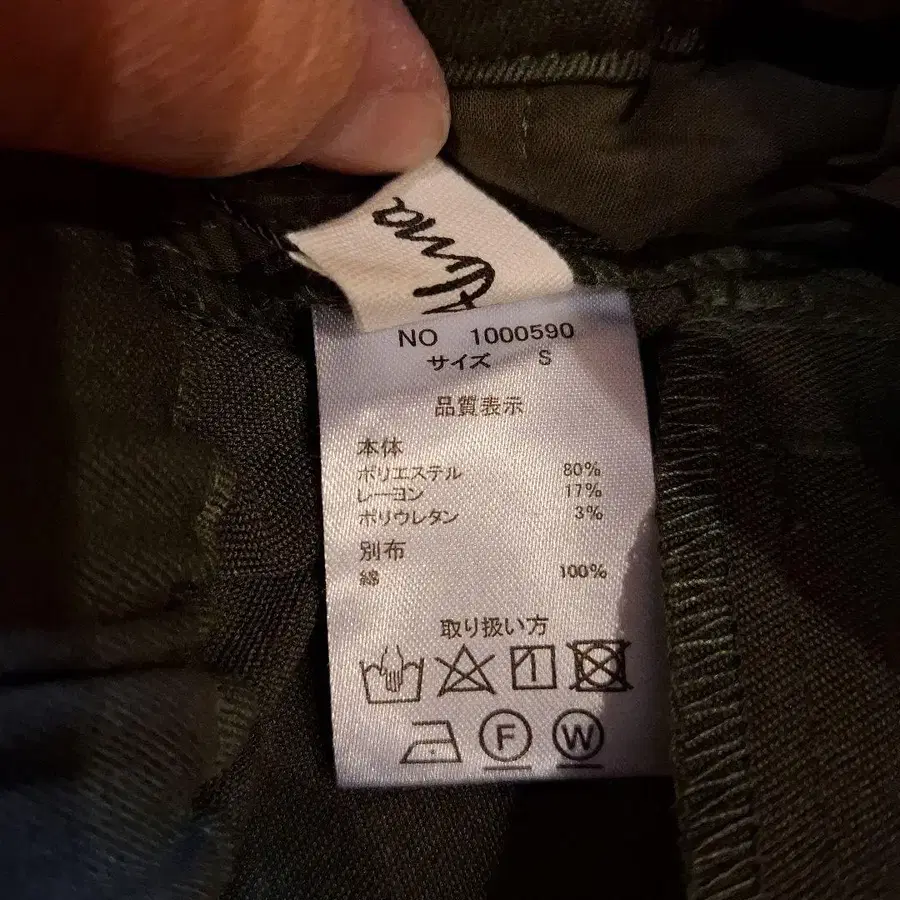 NO 1000590
サイズ S
品質表示
本体
ポリエステル 80%
レーヨン 17%
ポリウレタン 3%
別布
綿 100%
取り扱い方
F W